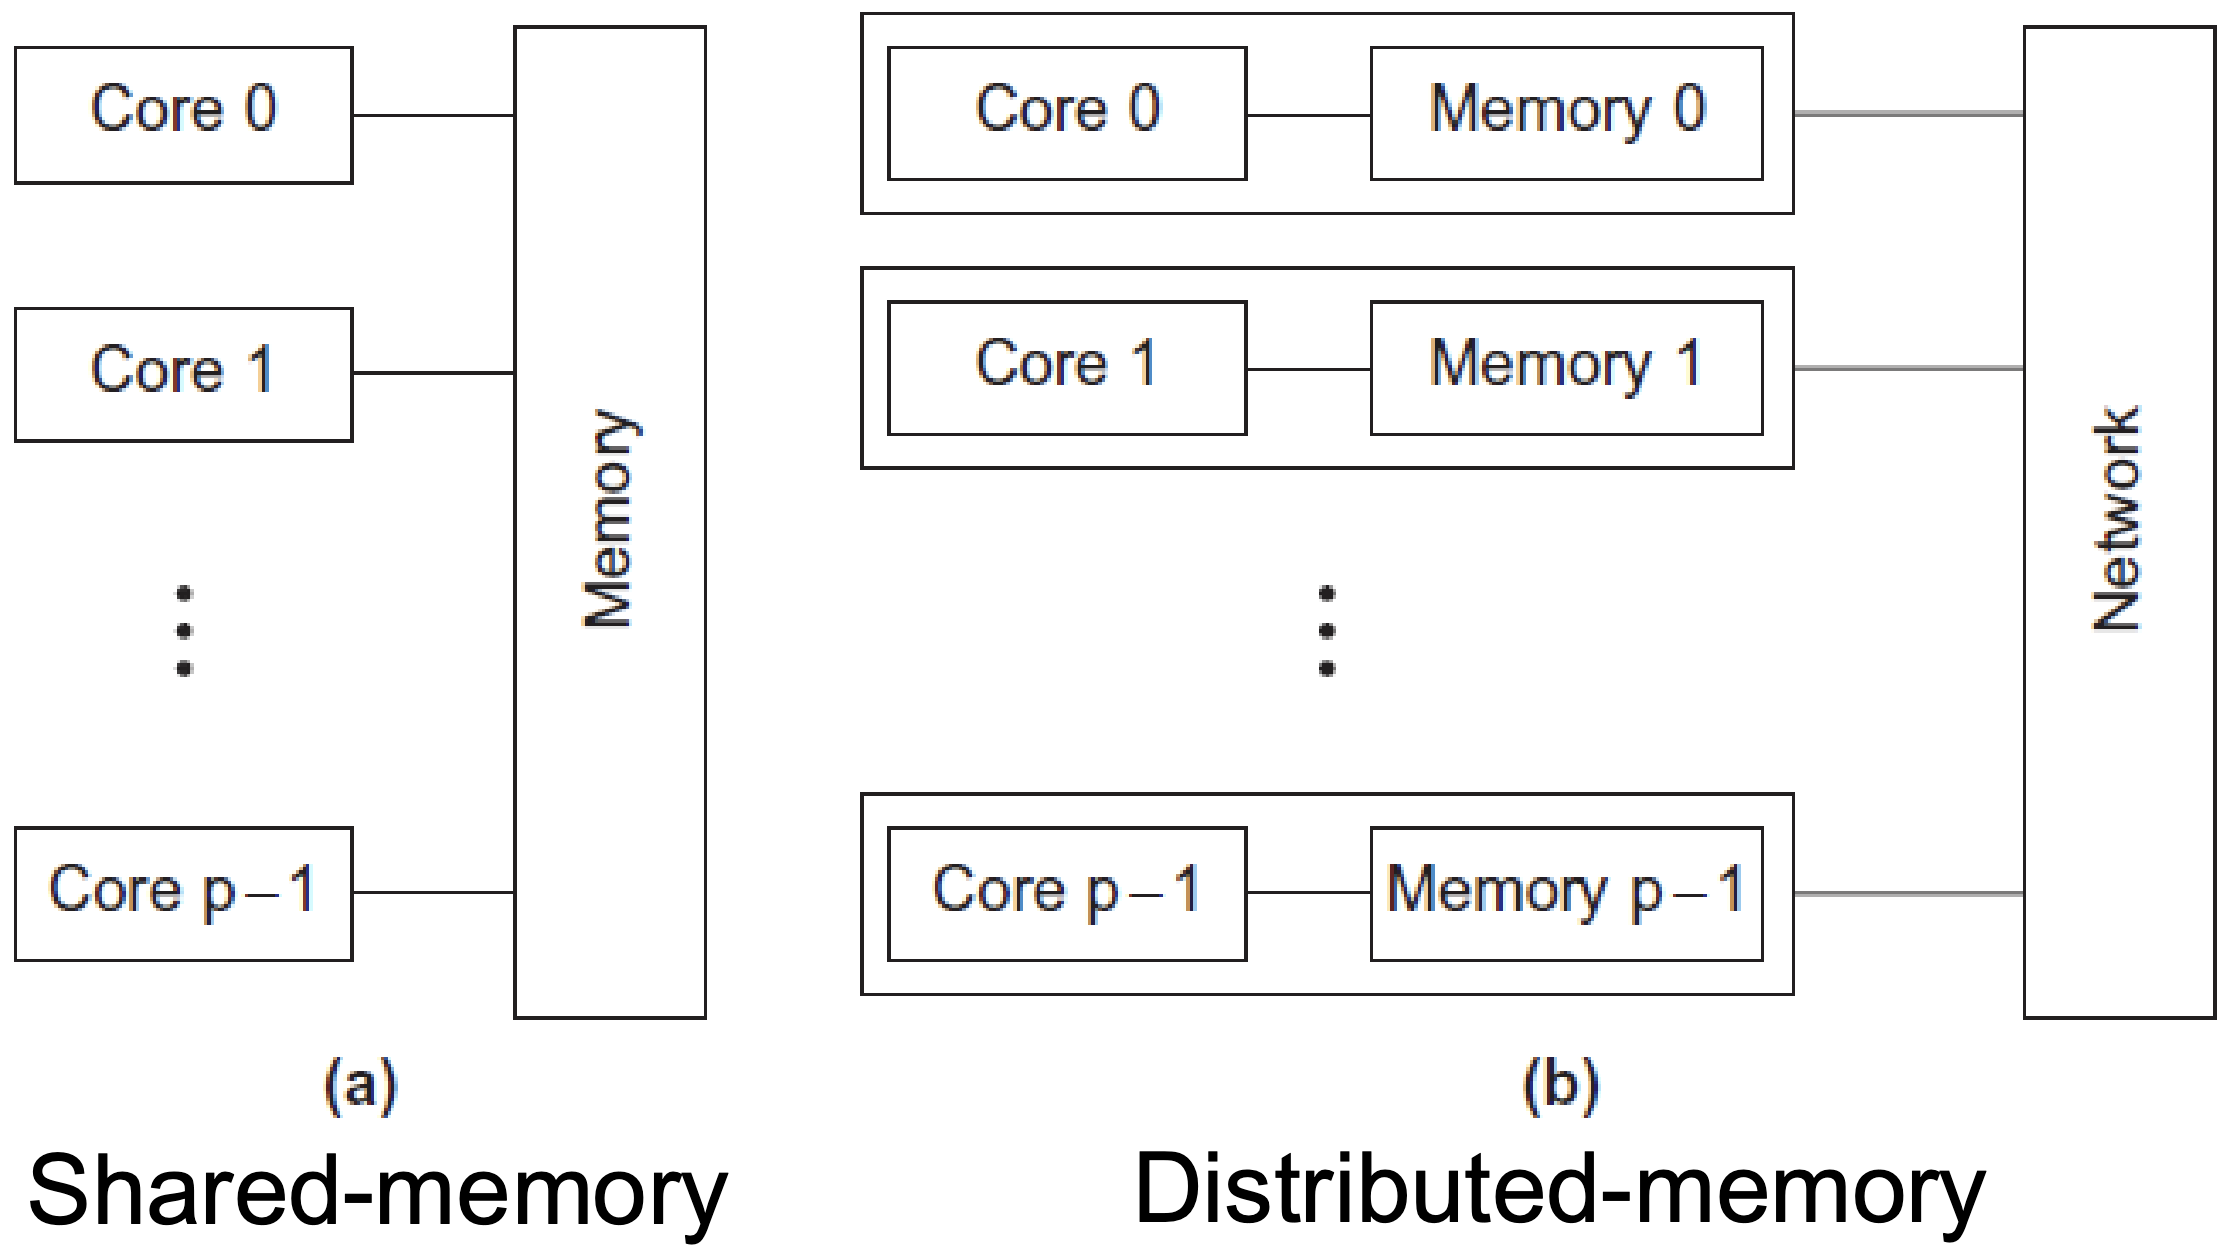 Core 0
Core 1
Core p–1
Memory
(a)
Shared-memory
Core 0
Memory 0
Core 1
Memory 1
Core p–1
Memory p–1
Network
(b)
Distributed-memory